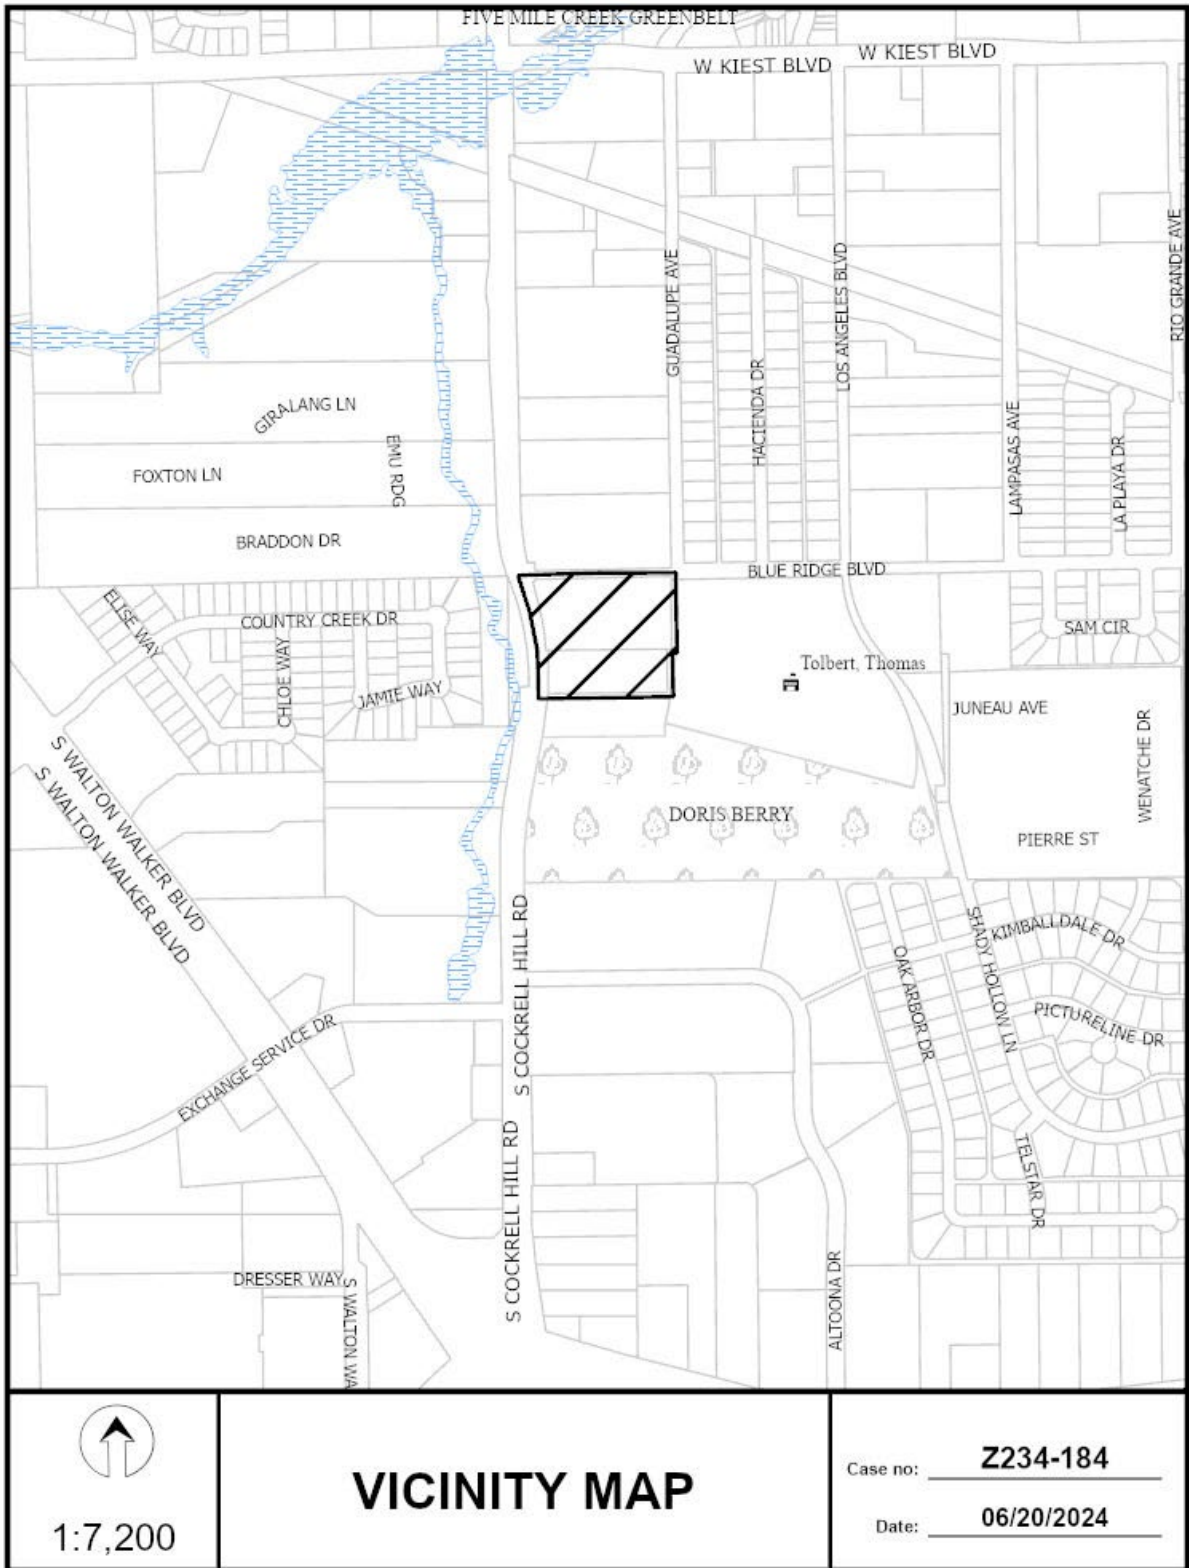 FIVE MILE CREEK GREENBELT
W KIEST BLVD
W KIEST BLVD
RIO GRANDE AVE
GUADALUPE AVE
LOS ANGELES BLVD
HACIENDA DR
GIRALANG LN
LAMPASAS AVE
LA PLAYA DR
EMU RDG
FOXTON LN
BRADDON DR
BLUE RIDGE BLVD
ELISE WAY
COUNTRY CREEK DR
SAM CIR
CHLOE WAY
Tolbert, Thomas
JAMIE WAY
JUNEAU AVE
WENATCHE DR
S WALTON WALKER BLVD
S WALTON WALKER BLVD
DORIS BERRY
PIERRE ST
S COCKRELL HILL RD
SHADY HOLLOW LN
KIMBALLDALE DR
OAK ARBOR DR
PICTURELINE DR
EXCHANGE SERVICE DR
S COCKRELL HILL RD
TELSTAR DR
DRESSER WAY
S WALTON WA
ALTOONA DR
1:7,200
VICINITY MAP
Case no: Z234-184
Date: 06/20/2024